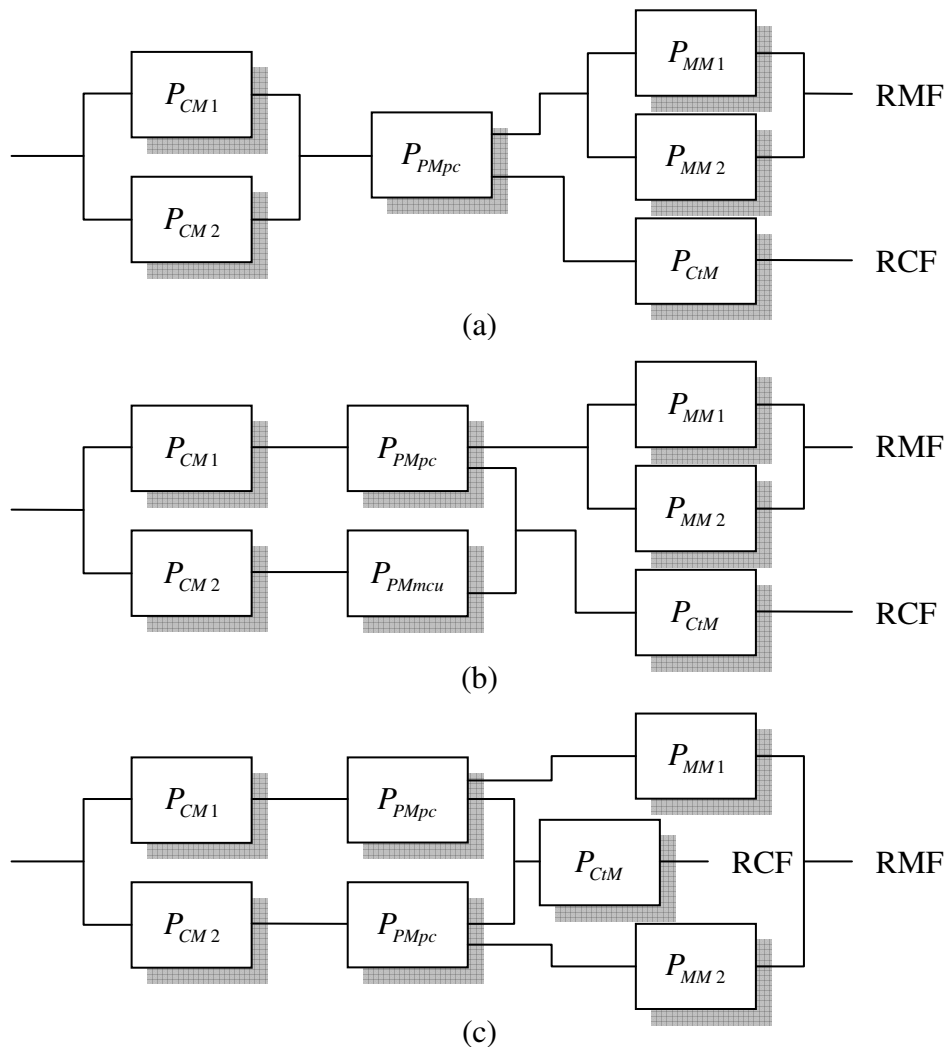 P_MM1
RMF
P_CM1
P_PMpc
P_MM2
P_CM2
P_CtM
RCF
(a)
P_MM1
P_CM1
P_PMpc
RMF
P_MM2
P_CM2
P_PMmcu
P_CtM
RCF
(b)
P_MM1
P_CM1
P_PMpc
P_CtM
RCF
RMF
P_CM2
P_PMpc
P_MM2
(c)